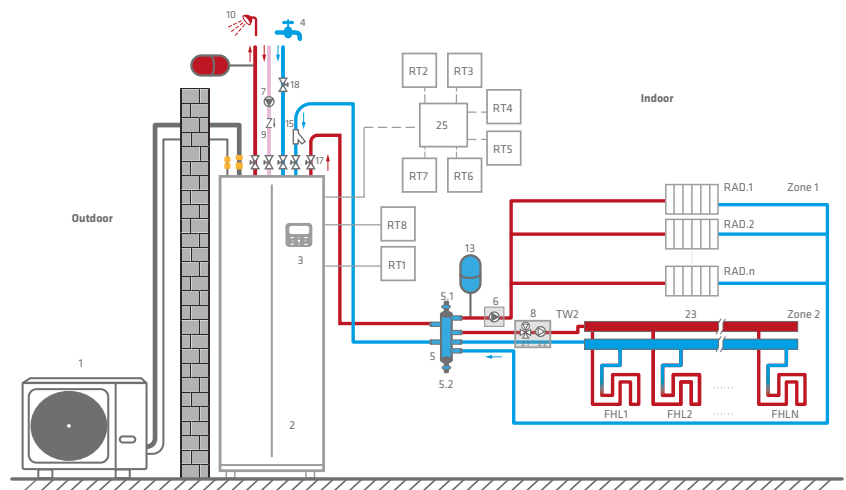 10
4
18
7
15
9
17
RT2
RT3
RT4
25
RT5
RT7
RT6
Indoor
Outdoor
RT8
3
RT1
RAD.1
Zone 1
RAD.2
RAD.n
13
5.1
6
8
TW2
23
Zone 2
5
5.2
1
2
FHL1
FHL2
FHLN